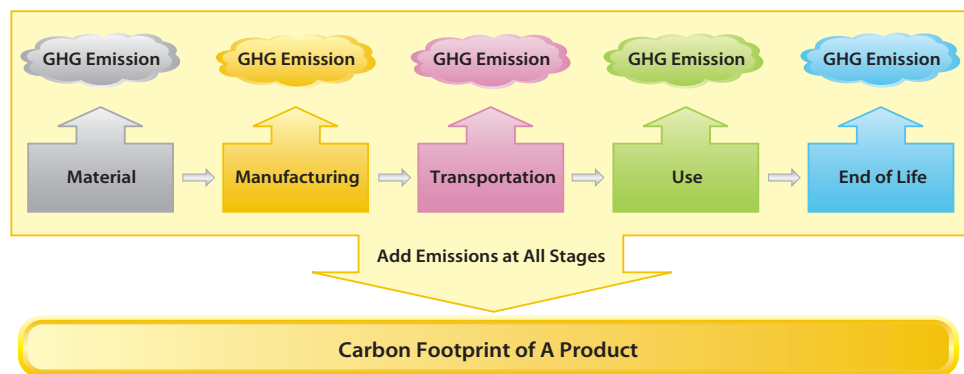 GHG Emission
GHG Emission
GHG Emission
GHG Emission
GHG Emission
Material
Manufacturing
Transportation
Use
End of Life
Add Emissions at All Stages
Carbon Footprint of A Product